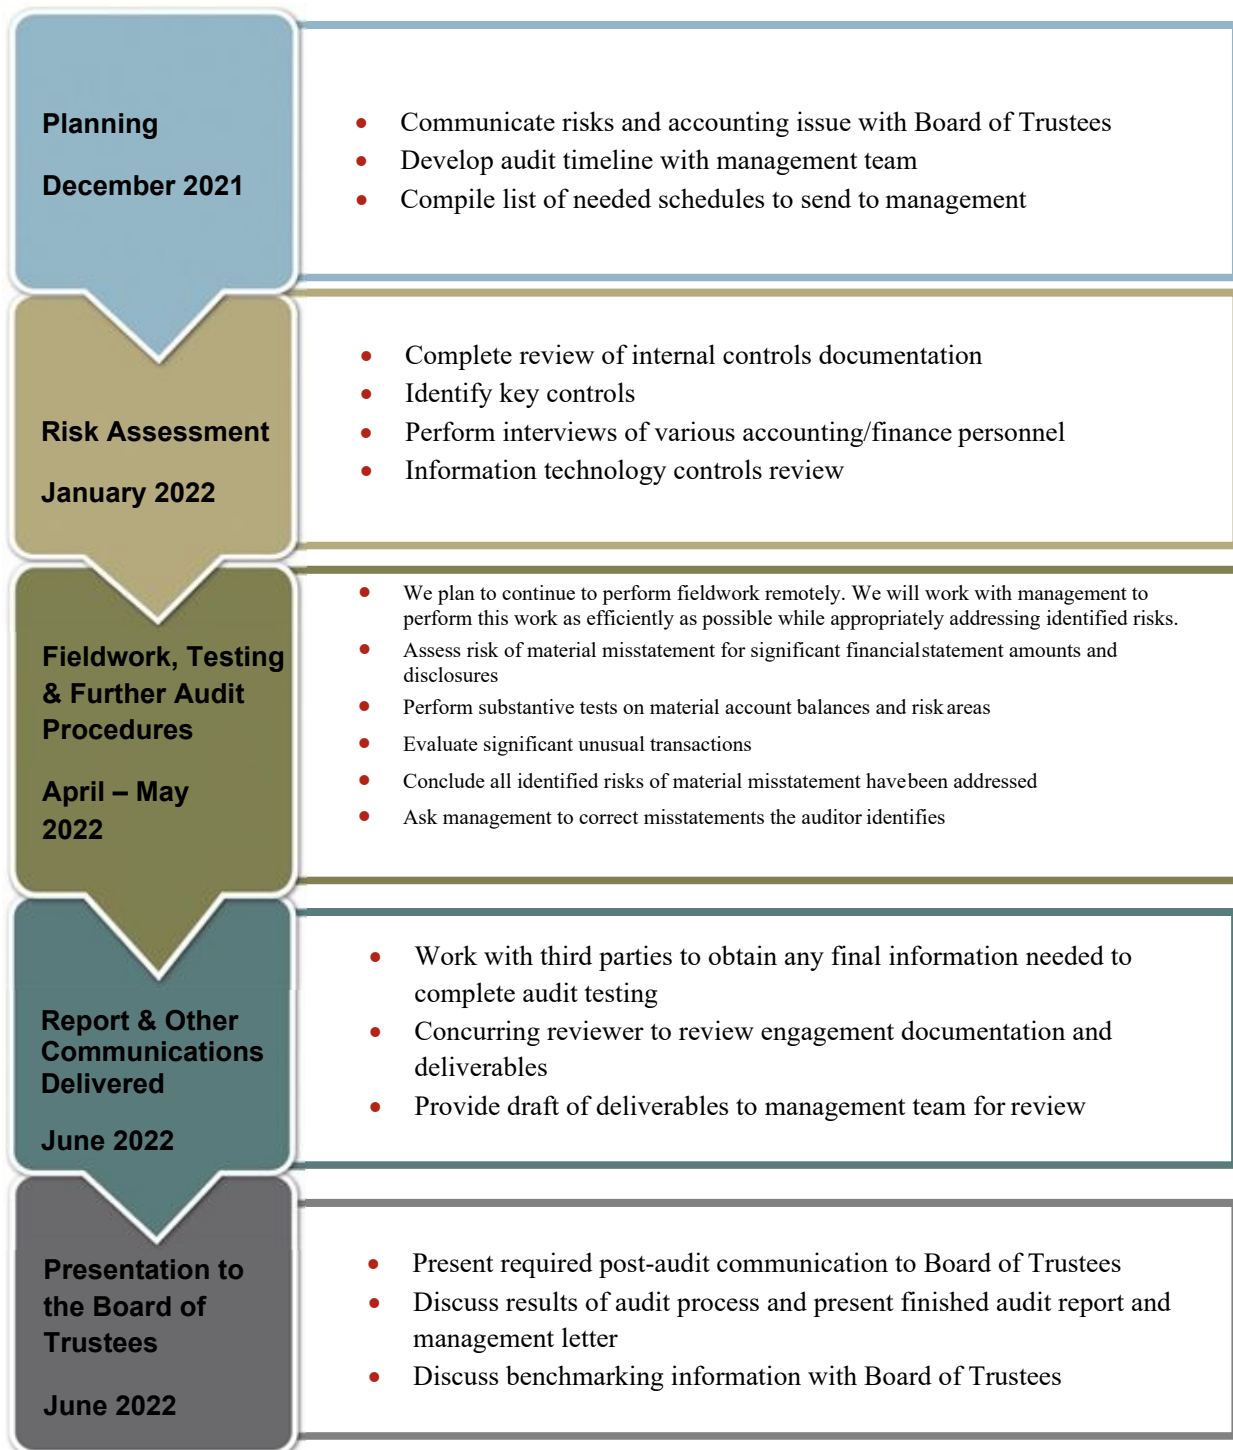 Planning
December 2021
• Communicate risks and accounting issue with Board of Trustees
• Develop audit timeline with management team
• Compile list of needed schedules to send to management
Risk Assessment
January 2022
• Complete review of internal controls documentation
• Identify key controls
• Perform interviews of various accounting/finance personnel
• Information technology controls review
Fieldwork, Testing
& Further Audit
Procedures
April – May
2022
• We plan to continue to perform fieldwork remotely. We will work with management to
perform this work as efficiently as possible while appropriately addressing identified risks.
• Assess risk of material misstatement for significant financialstatement amounts and
disclosures
• Perform substantive tests on material account balances and risk areas
• Evaluate significant unusual transactions
• Conclude all identified risks of material misstatement havebeen addressed
• Ask management to correct misstatements the auditor identifies
Report & Other
Communications
Delivered
June 2022
• Work with third parties to obtain any final information needed to
complete audit testing
• Concurring reviewer to review engagement documentation and
deliverables
• Provide draft of deliverables to management team for review
Presentation to
the Board of
Trustees
June 2022
• Present required post-audit communication to Board of Trustees
• Discuss results of audit process and present finished audit report and
management letter
• Discuss benchmarking information with Board of Trustees